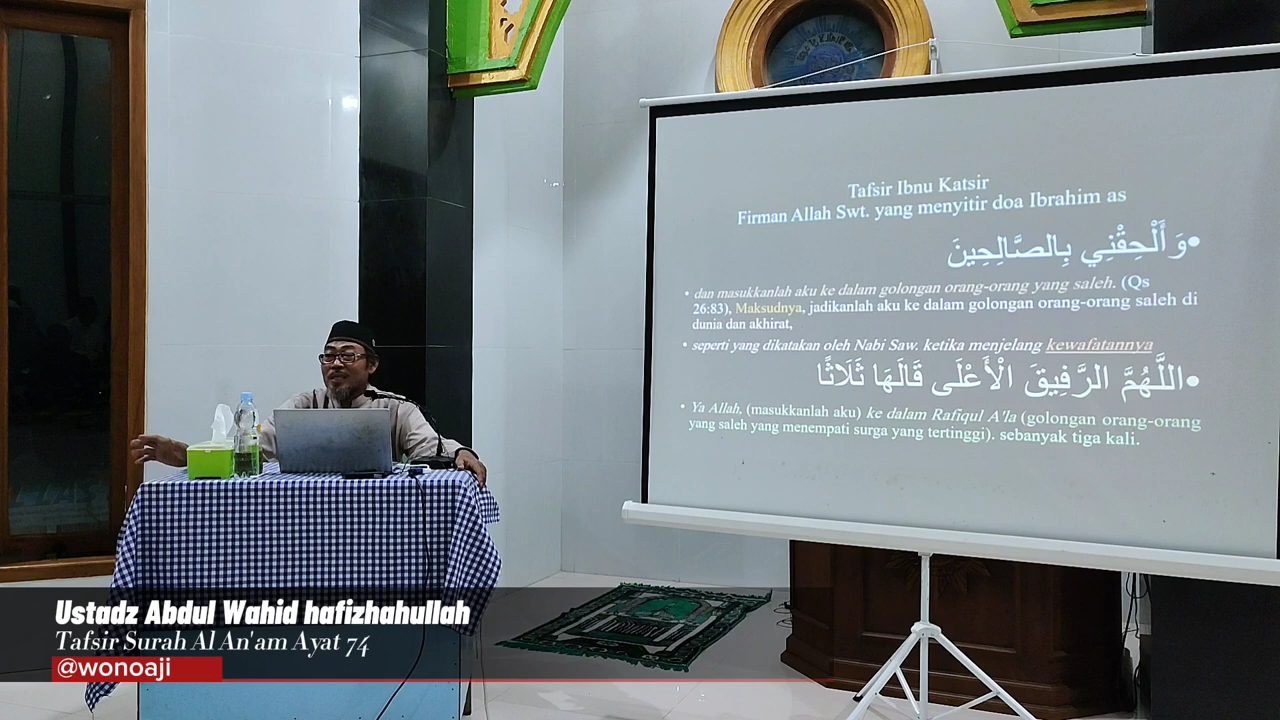 Tafsir Ibnu Katsir
Firman Allah Swt. yang menyitir doa Ibrahim as
•وَ أَلْحِقْنِي بِالصَّالِحِينَ
• dan masukkanlah aku ke dalam golongan orang-orang yang saleh. (Qs
26:83), Maksudnya, jadikanlah aku ke dalam golongan orang-orang saleh di
dunia dan akhirat,
• seperti yang dikatakan oleh Nabi Saw. ketika menjelang kewafatannya
•اللَّهُمَّ الرَّفِيقَ الْأَعْلَى قَالَهَا ثَلَاثًا
• Ya Allah, (masukkanlah aku) ke dalam Rafiqul A'la (golongan orang-orang
yang saleh yang menempati surga yang tertinggi). sebanyak tiga kali.
Ustadz Abdul Wahid hafizhahullah
Tafsir Surah Al An'am Ayat 74
@wonoaji